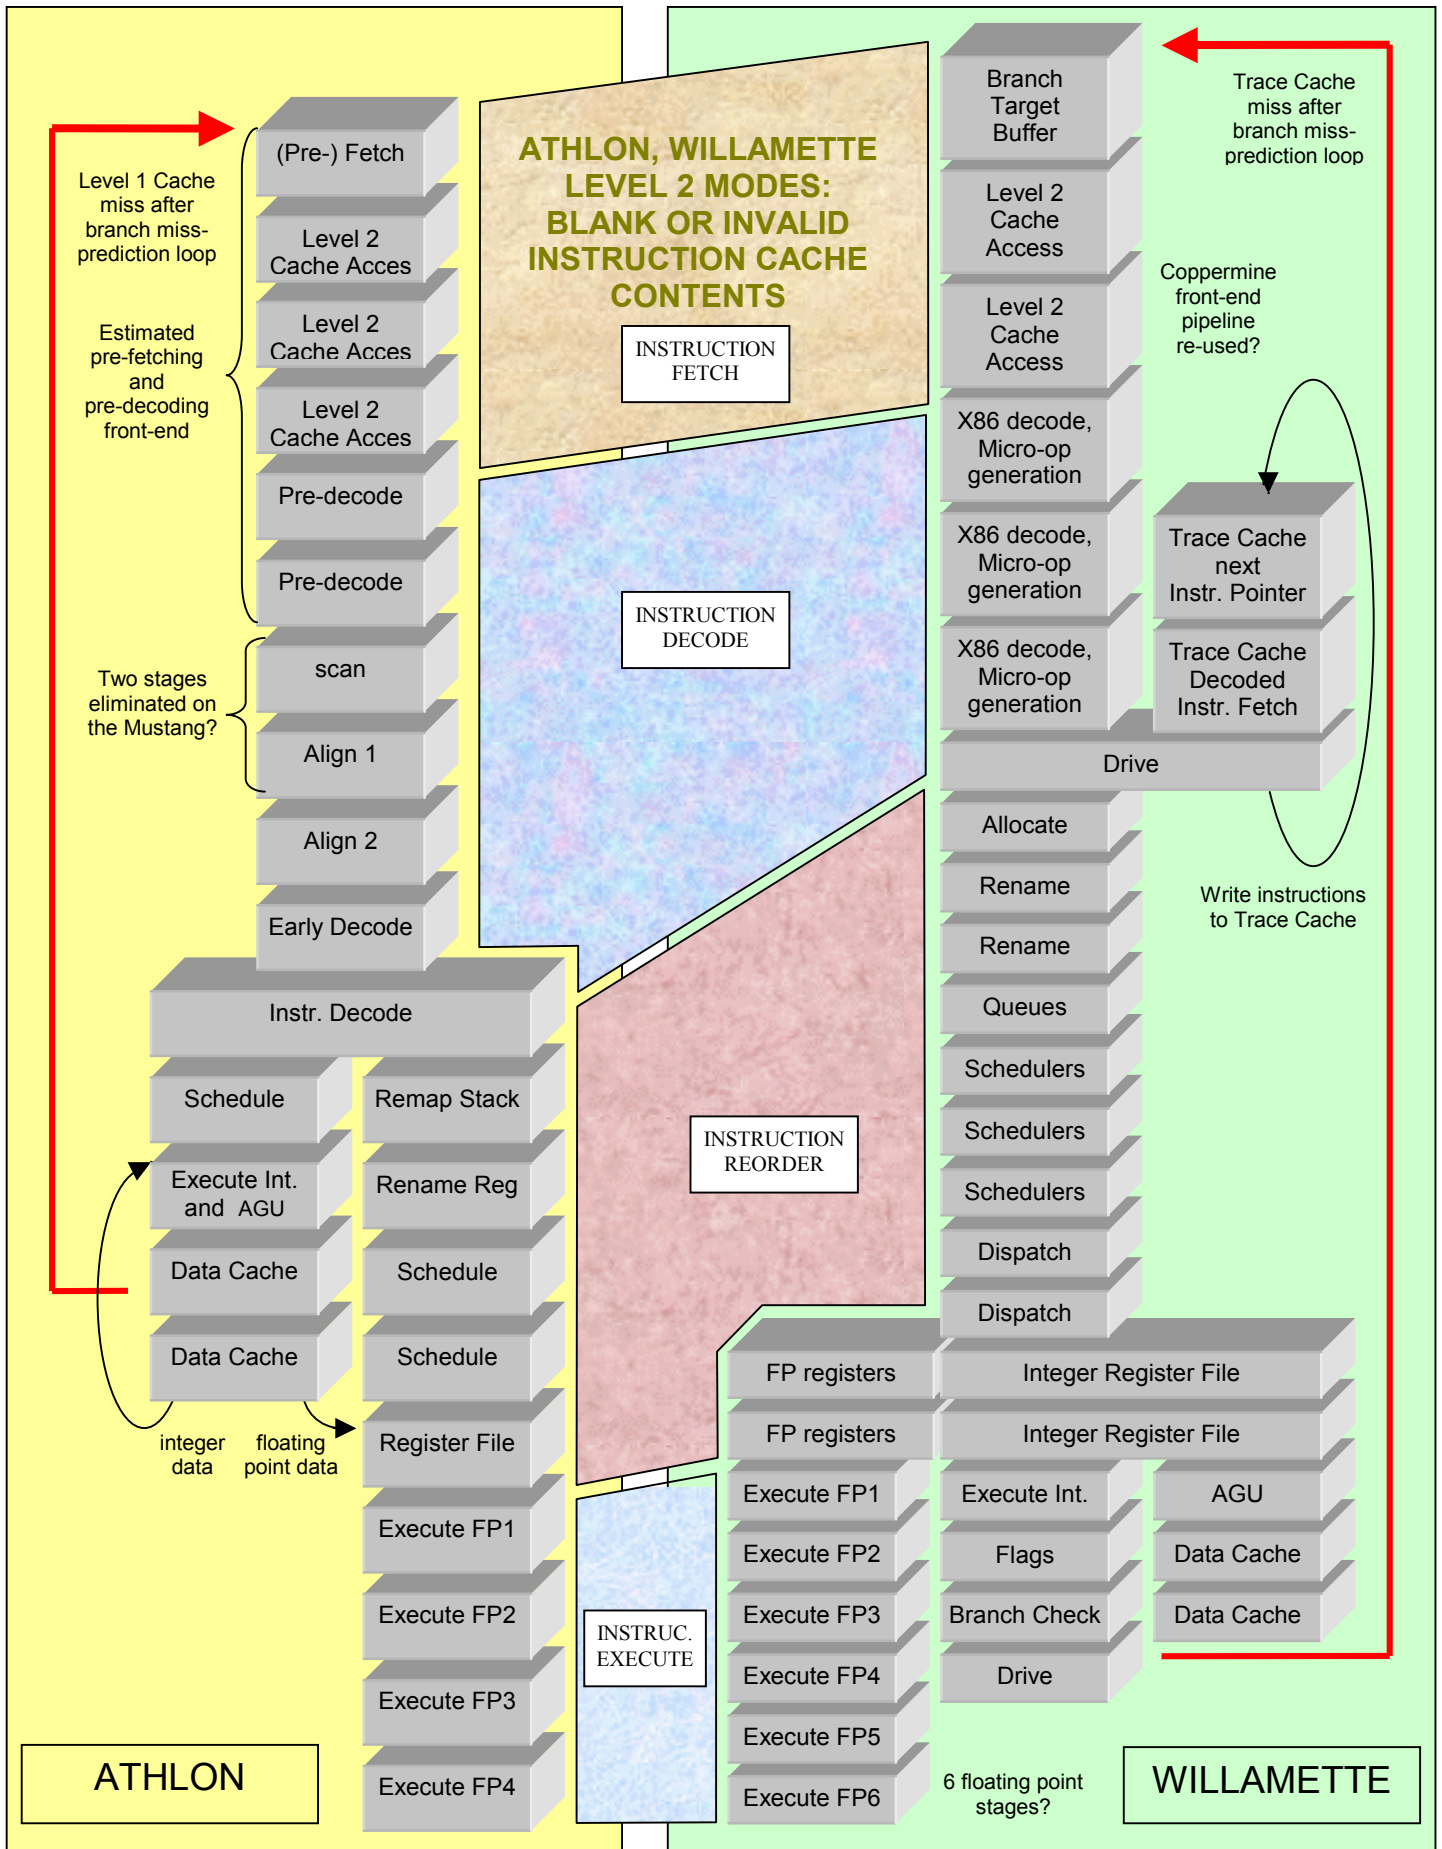 (Pre-) Fetch
Level 1 Cache
miss after
branch miss-
prediction loop
Level 2
Cache Acces
Level 2
Cache Acces
Level 2
Cache Acces
Estimated
pre-fetching
and
pre-decoding
front-end
Pre-decode
Pre-decode
scan
Align 1
Two stages
eliminated on
the Mustang?
Align 2
Early Decode
Instr. Decode
Schedule
Execute Int.
and AGU
Data Cache
Data Cache
integer
data
floating
point data
Remap Stack
Rename Reg
Schedule
Schedule
Register File
Execute FP1
Execute FP2
Execute FP3
Execute FP4
ATHLON
ATHLON, WILLAMETTE
LEVEL 2 MODES:
BLANK OR INVALID
INSTRUCTION CACHE
CONTENTS
INSTRUCTION
FETCH
INSTRUCTION
DECODE
INSTRUCTION
REORDER
INSTRUC.
EXECUTE
Branch
Target
Buffer
Trace Cache
miss after
branch miss-
prediction loop
Level 2
Cache
Access
Level 2
Cache
Access
Coppermine
front-end
pipeline
re-used?
X86 decode,
Micro-op
generation
X86 decode,
Micro-op
generation
X86 decode,
Micro-op
generation
Trace Cache
next
Instr. Pointer
Trace Cache
Decoded
Instr. Fetch
Drive
Write instructions
to Trace Cache
Allocate
Rename
Rename
Queues
Schedulers
Schedulers
Schedulers
Dispatch
Dispatch
FP registers
Integer Register File
FP registers
Integer Register File
Execute FP1
Execute Int.
AGU
Execute FP2
Flags
Data Cache
Execute FP3
Branch Check
Data Cache
Execute FP4
Drive
Execute FP5
Execute FP6
6 floating point
stages?
WILLAMETTE